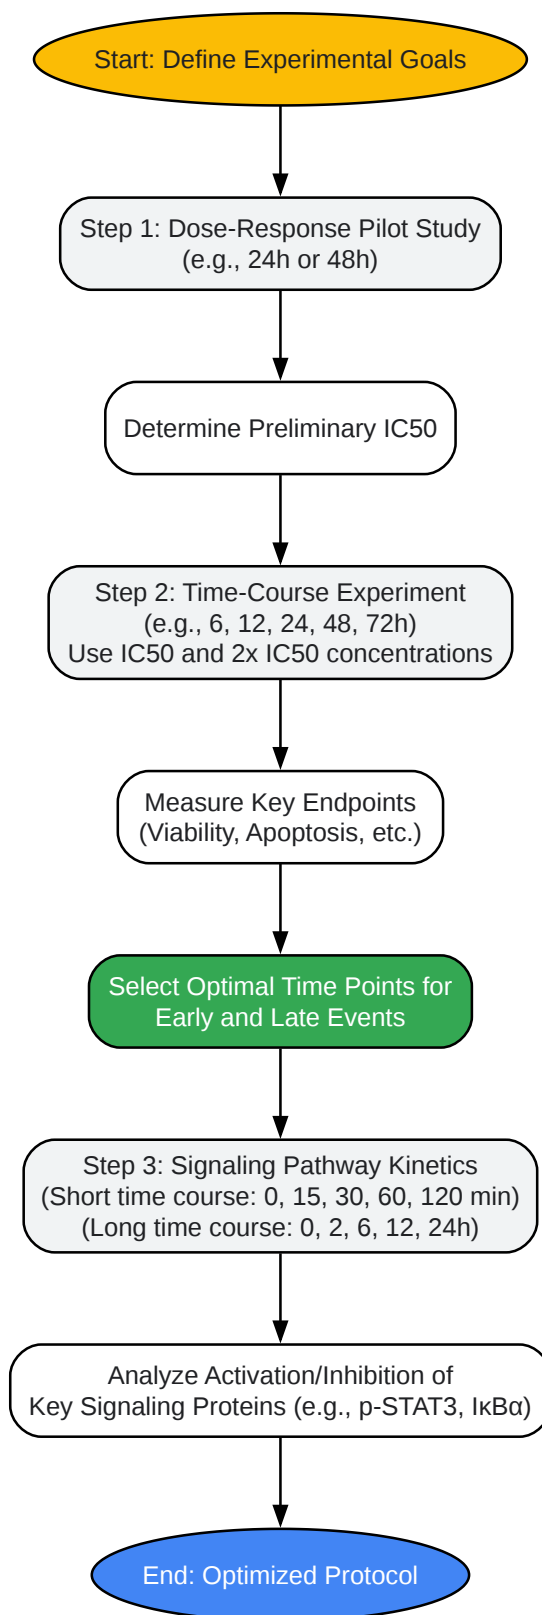 Start: Define Experimental Goals
Step 1: Dose-Response Pilot Study
(e.g., 24h or 48h)
Determine Preliminary IC50
Step 2: Time-Course Experiment
(e.g., 6, 12, 24, 48, 72h)
Use IC50 and 2x IC50 concentrations
Measure Key Endpoints
(Viability, Apoptosis, etc.)
Select Optimal Time Points for
Early and Late Events
Step 3: Signaling Pathway Kinetics
(Short time course: 0, 15, 30, 60, 120 min)
(Long time course: 0, 2, 6, 12, 24h)
Analyze Activation/Inhibition of
Key Signaling Proteins (e.g., p-STAT3, IκBα)
End: Optimized Protocol